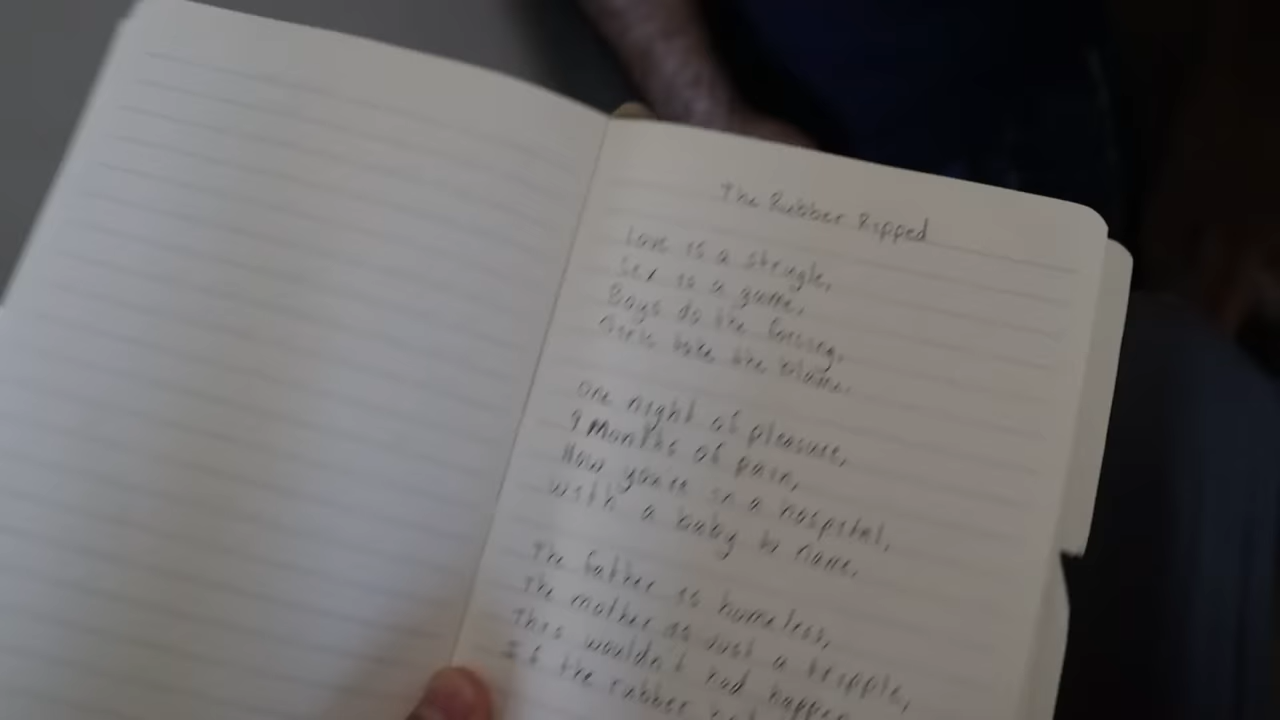 The Rubber Ripped
Love is a strugle,
Sex is a game,
Boys do the forcing,
Girls take the blame.
One night of pleasure,
9 Months of pain,
Now you're in a hospital,
With a baby to name.
The father is homeless,
The mother is just a kripple,
This wouldn't had happen
If the rubber